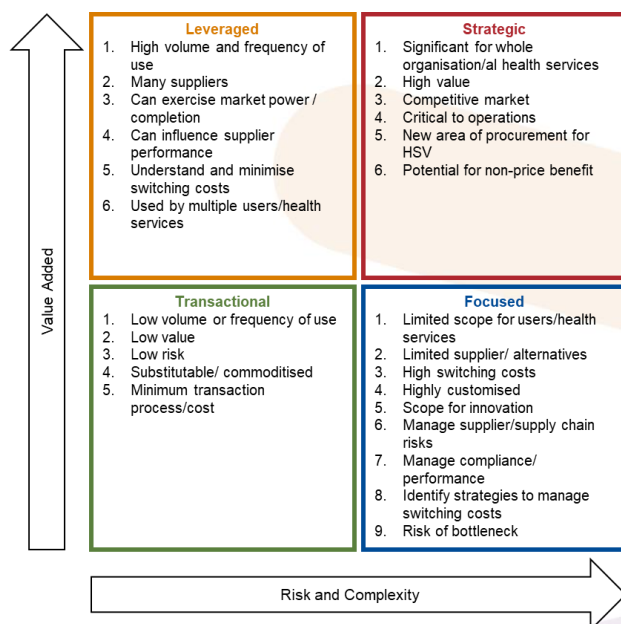 Leveraged
1. High volume and frequency of
use
2. Many suppliers
3. Can exercise market power /
completion
4. Can influence supplier
performance
5. Understand and minimise
switching costs
6. Used by multiple users/health
services
Strategic
1. Significant for whole
organisation/al health services
2. High value
3. Competitive market
4. Critical to operations
5. New area of procurement for
HSV
6. Potential for non-price benefit
Value Added
Transactional
1. Low volume or frequency of use
2. Low value
3. Low risk
4. Substitutable/ commoditised
5. Minimum transaction
process/cost
Focused
1. Limited scope for users/health
services
2. Limited supplier/ alternatives
3. High switching costs
4. Highly customised
5. Scope for innovation
6. Manage supplier/supply chain
risks
7. Manage compliance/
performance
8. Identify strategies to manage
switching costs
9. Risk of bottleneck
Risk and Complexity